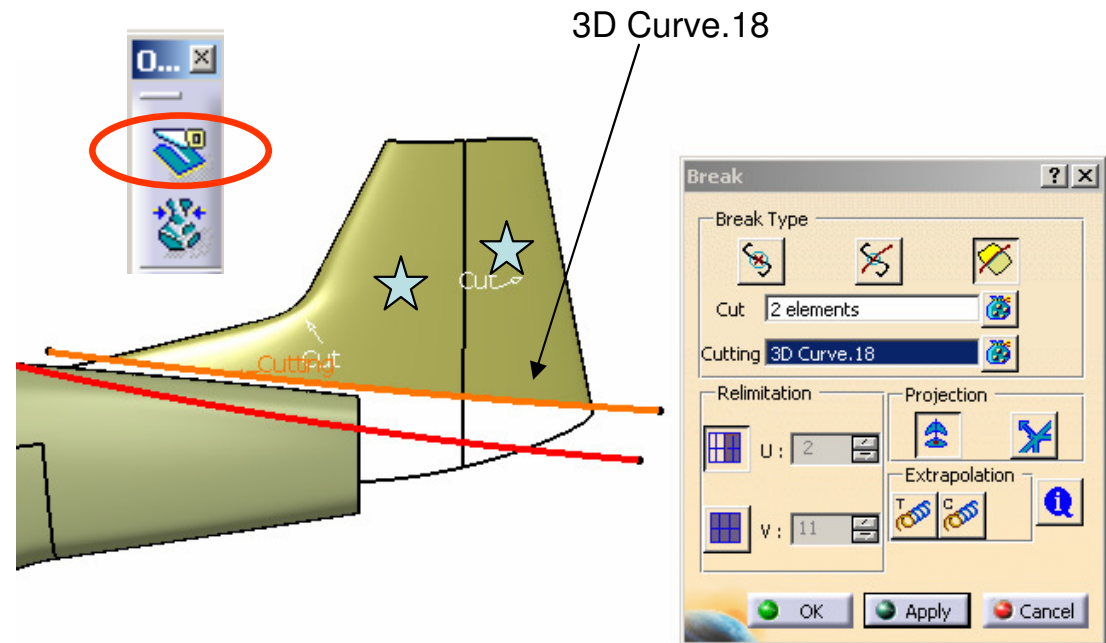 3D Curve.18
O...
Cut
Cut
Cutting
Break
Break Type
Cut 2 elements
Cutting 3D Curve.18
Relimitation
Projection
U : 2
Extrapolation
T C
V : 11
OK Apply Cancel